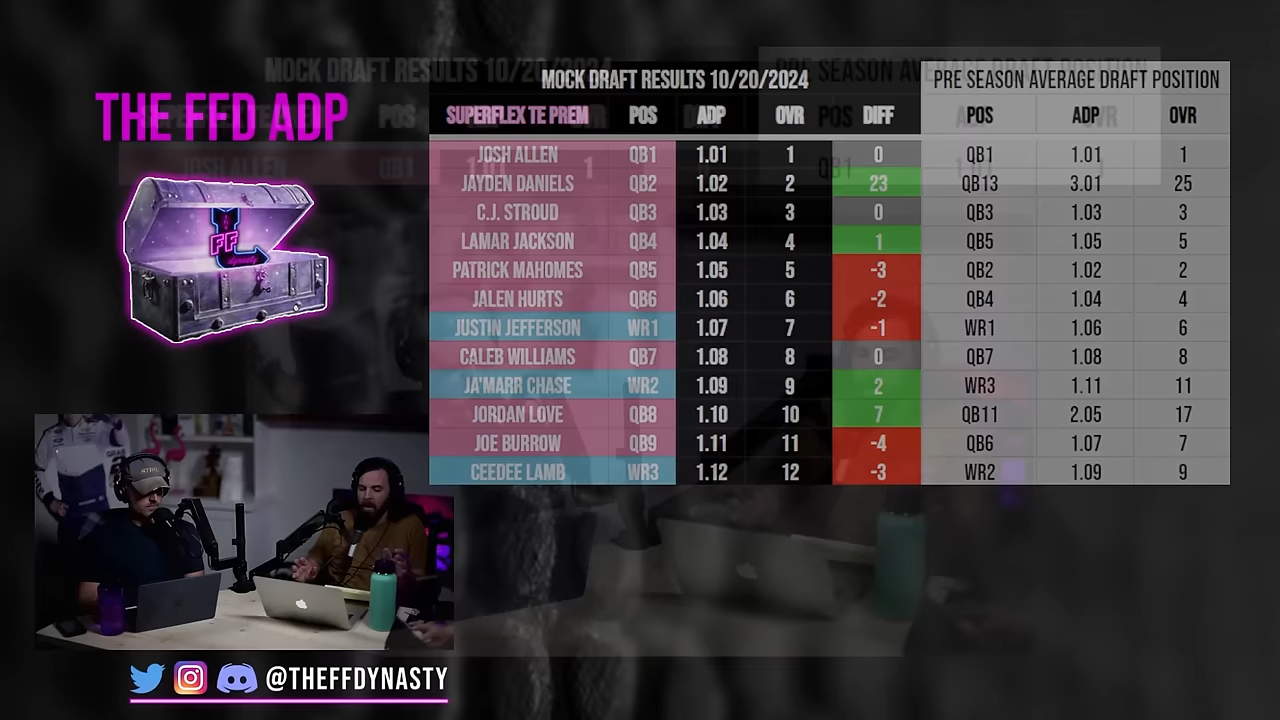 THE FFD ADP
MOCK DRAFT RESULTS 10/20/2024 PRE SEASON AVERAGE DRAFT POSITION
SUPERFLEX TE PREM POS ADP OVR DIFF POS ADP OVR
JOSH ALLEN QB1 1.01 1 0 QB1 1.01 1
JAYDEN DANIELS QB2 1.02 2 23 QB13 3.01 25
C.J. STROUD QB3 1.03 3 0 QB3 1.03 3
LAMAR JACKSON QB4 1.04 4 1 QB5 1.05 5
PATRICK MAHOMES QB5 1.05 5 -3 QB2 1.02 2
JALEN HURTS QB6 1.06 6 -2 QB4 1.04 4
JUSTIN JEFFERSON WR1 1.07 7 -1 WR1 1.06 6
CALEB WILLIAMS QB7 1.08 8 0 QB7 1.08 8
JA'MARR CHASE WR2 1.09 9 2 WR3 1.11 11
JORDAN LOVE QB8 1.10 10 7 QB11 2.05 17
JOE BURROW QB9 1.11 11 -4 QB6 1.07 7
CEEDEE LAMB WR3 1.12 12 -3 WR2 1.09 9
FF
dynasty
@THEFFDYNASTY